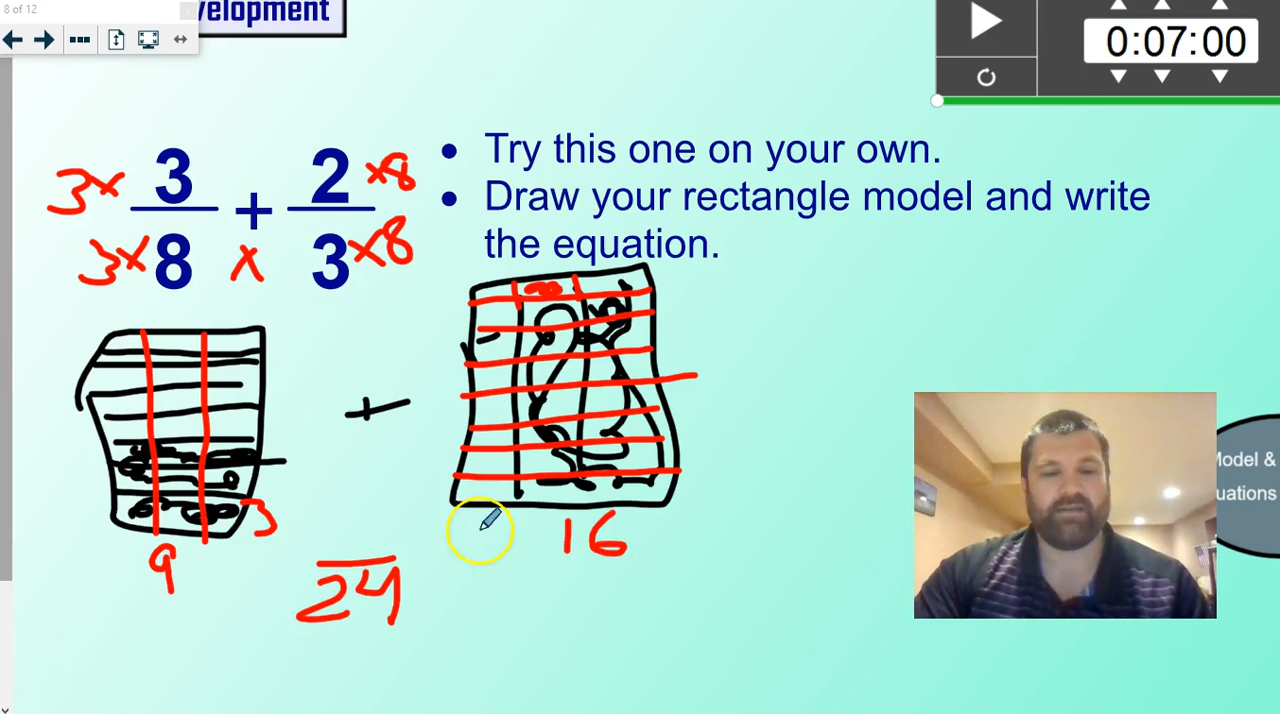 8 of 12
velopment
0:07:00
3× 3 + 2 ×8
3× 8 × 3 ×8
• Try this one on your own.
• Draw your rectangle model and write
the equation.
+
3
9
24
16
Model &
uations